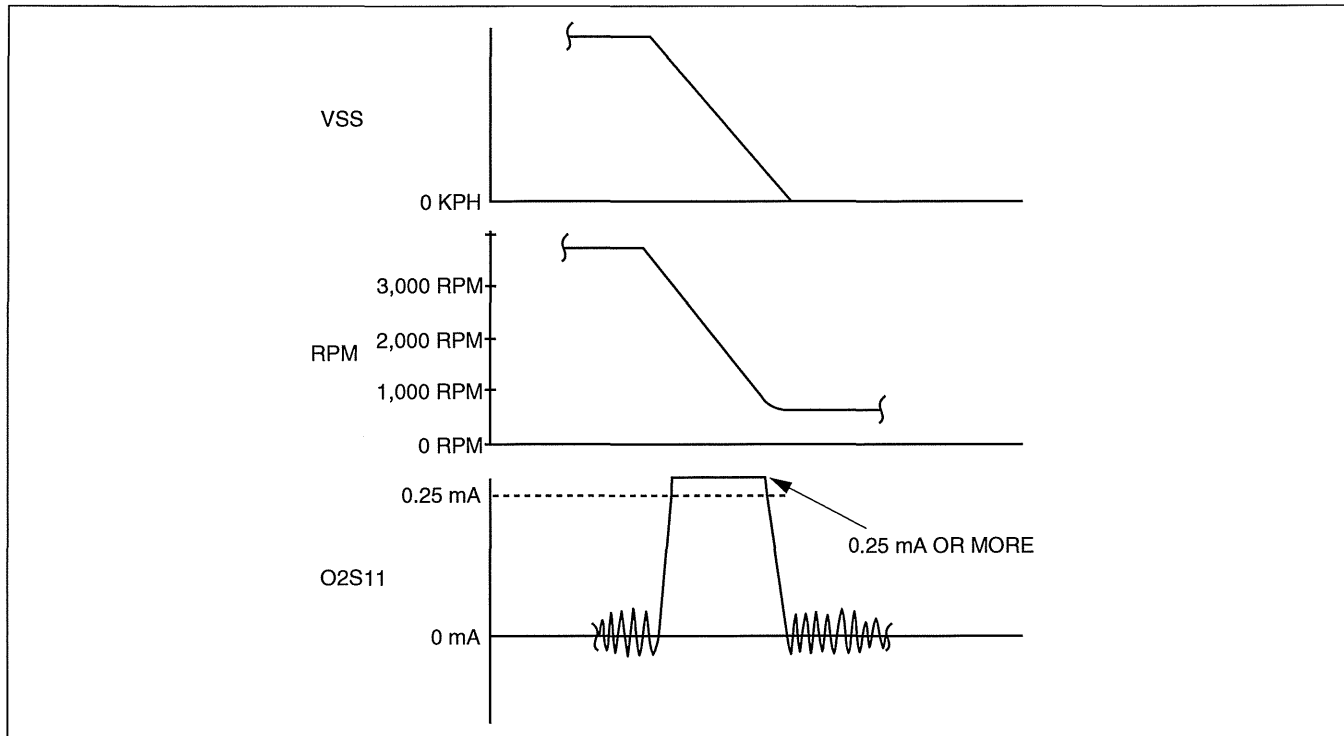 VSS
0 KPH
3,000 RPM
2,000 RPM
RPM
1,000 RPM
0 RPM
0.25 mA
0.25 mA OR MORE
O2S11
0 mA